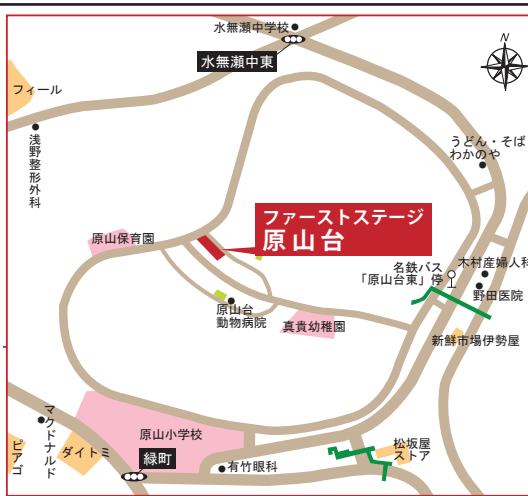 水無瀬中学校
水無瀬中東
N
フィール
浅野整形外科
うどん・そば
わかのや
ファーストステージ
原山台
原山保育園
名鉄バス
「原山台東」停
木村産婦人科
野田医院
原山台
動物病院
真貴幼稚園
新鮮市場伊勢屋
マクドナルド
ピアゴ
ダイトミ
原山小学校
緑町
有竹眼科
松坂屋
ストア